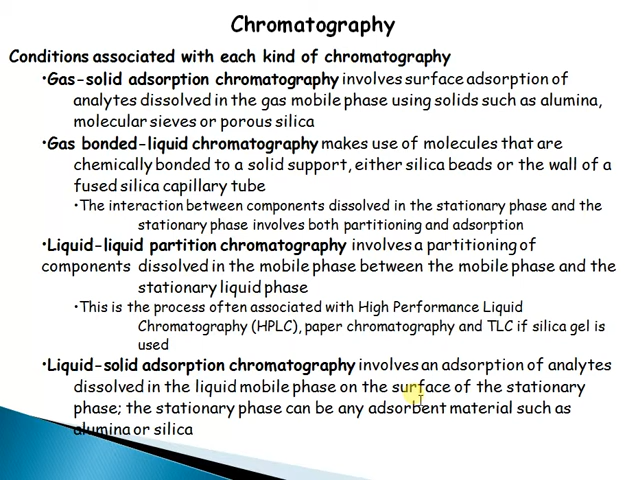 Chromatography
Conditions associated with each kind of chromatography
•Gas-solid adsorption chromatography involves surface adsorption of
analytes dissolved in the gas mobile phase using solids such as alumina,
molecular sieves or porous silica
•Gas bonded-liquid chromatography makes use of molecules that are
chemically bonded to a solid support, either silica beads or the wall of a
fused silica capillary tube
•The interaction between components dissolved in the stationary phase and the
stationary phase involves both partitioning and adsorption
•Liquid-liquid partition chromatography involves a partitioning of
components dissolved in the mobile phase between the mobile phase and the
stationary liquid phase
•This is the process often associated with High Performance Liquid
Chromatography (HPLC), paper chromatography and TLC if silica gel is
used
•Liquid-solid adsorption chromatography involves an adsorption of analytes
dissolved in the liquid mobile phase on the surface of the stationary
phase; the stationary phase can be any adsorbent material such as
alumina or silica